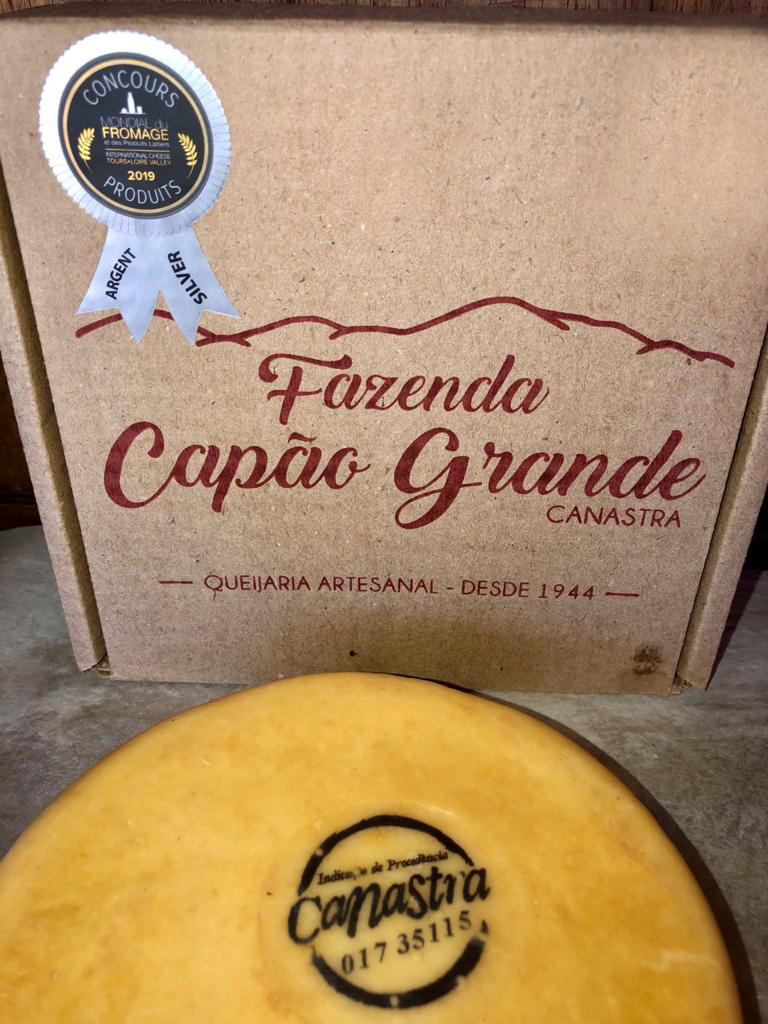 CONCOURS
MONDIAL du
FROMAGE
et des Produits Laitiers
INTERNATIONAL CHEESE
TOURS•LOIRE VALLEY
2019
PRODUITS
ARGENT
SILVER
Fazenda
Capão Grande
CANASTRA
QUEIJARIA ARTESANAL - DESDE 1944
Indicação de Procedência
Canastra
017 35115